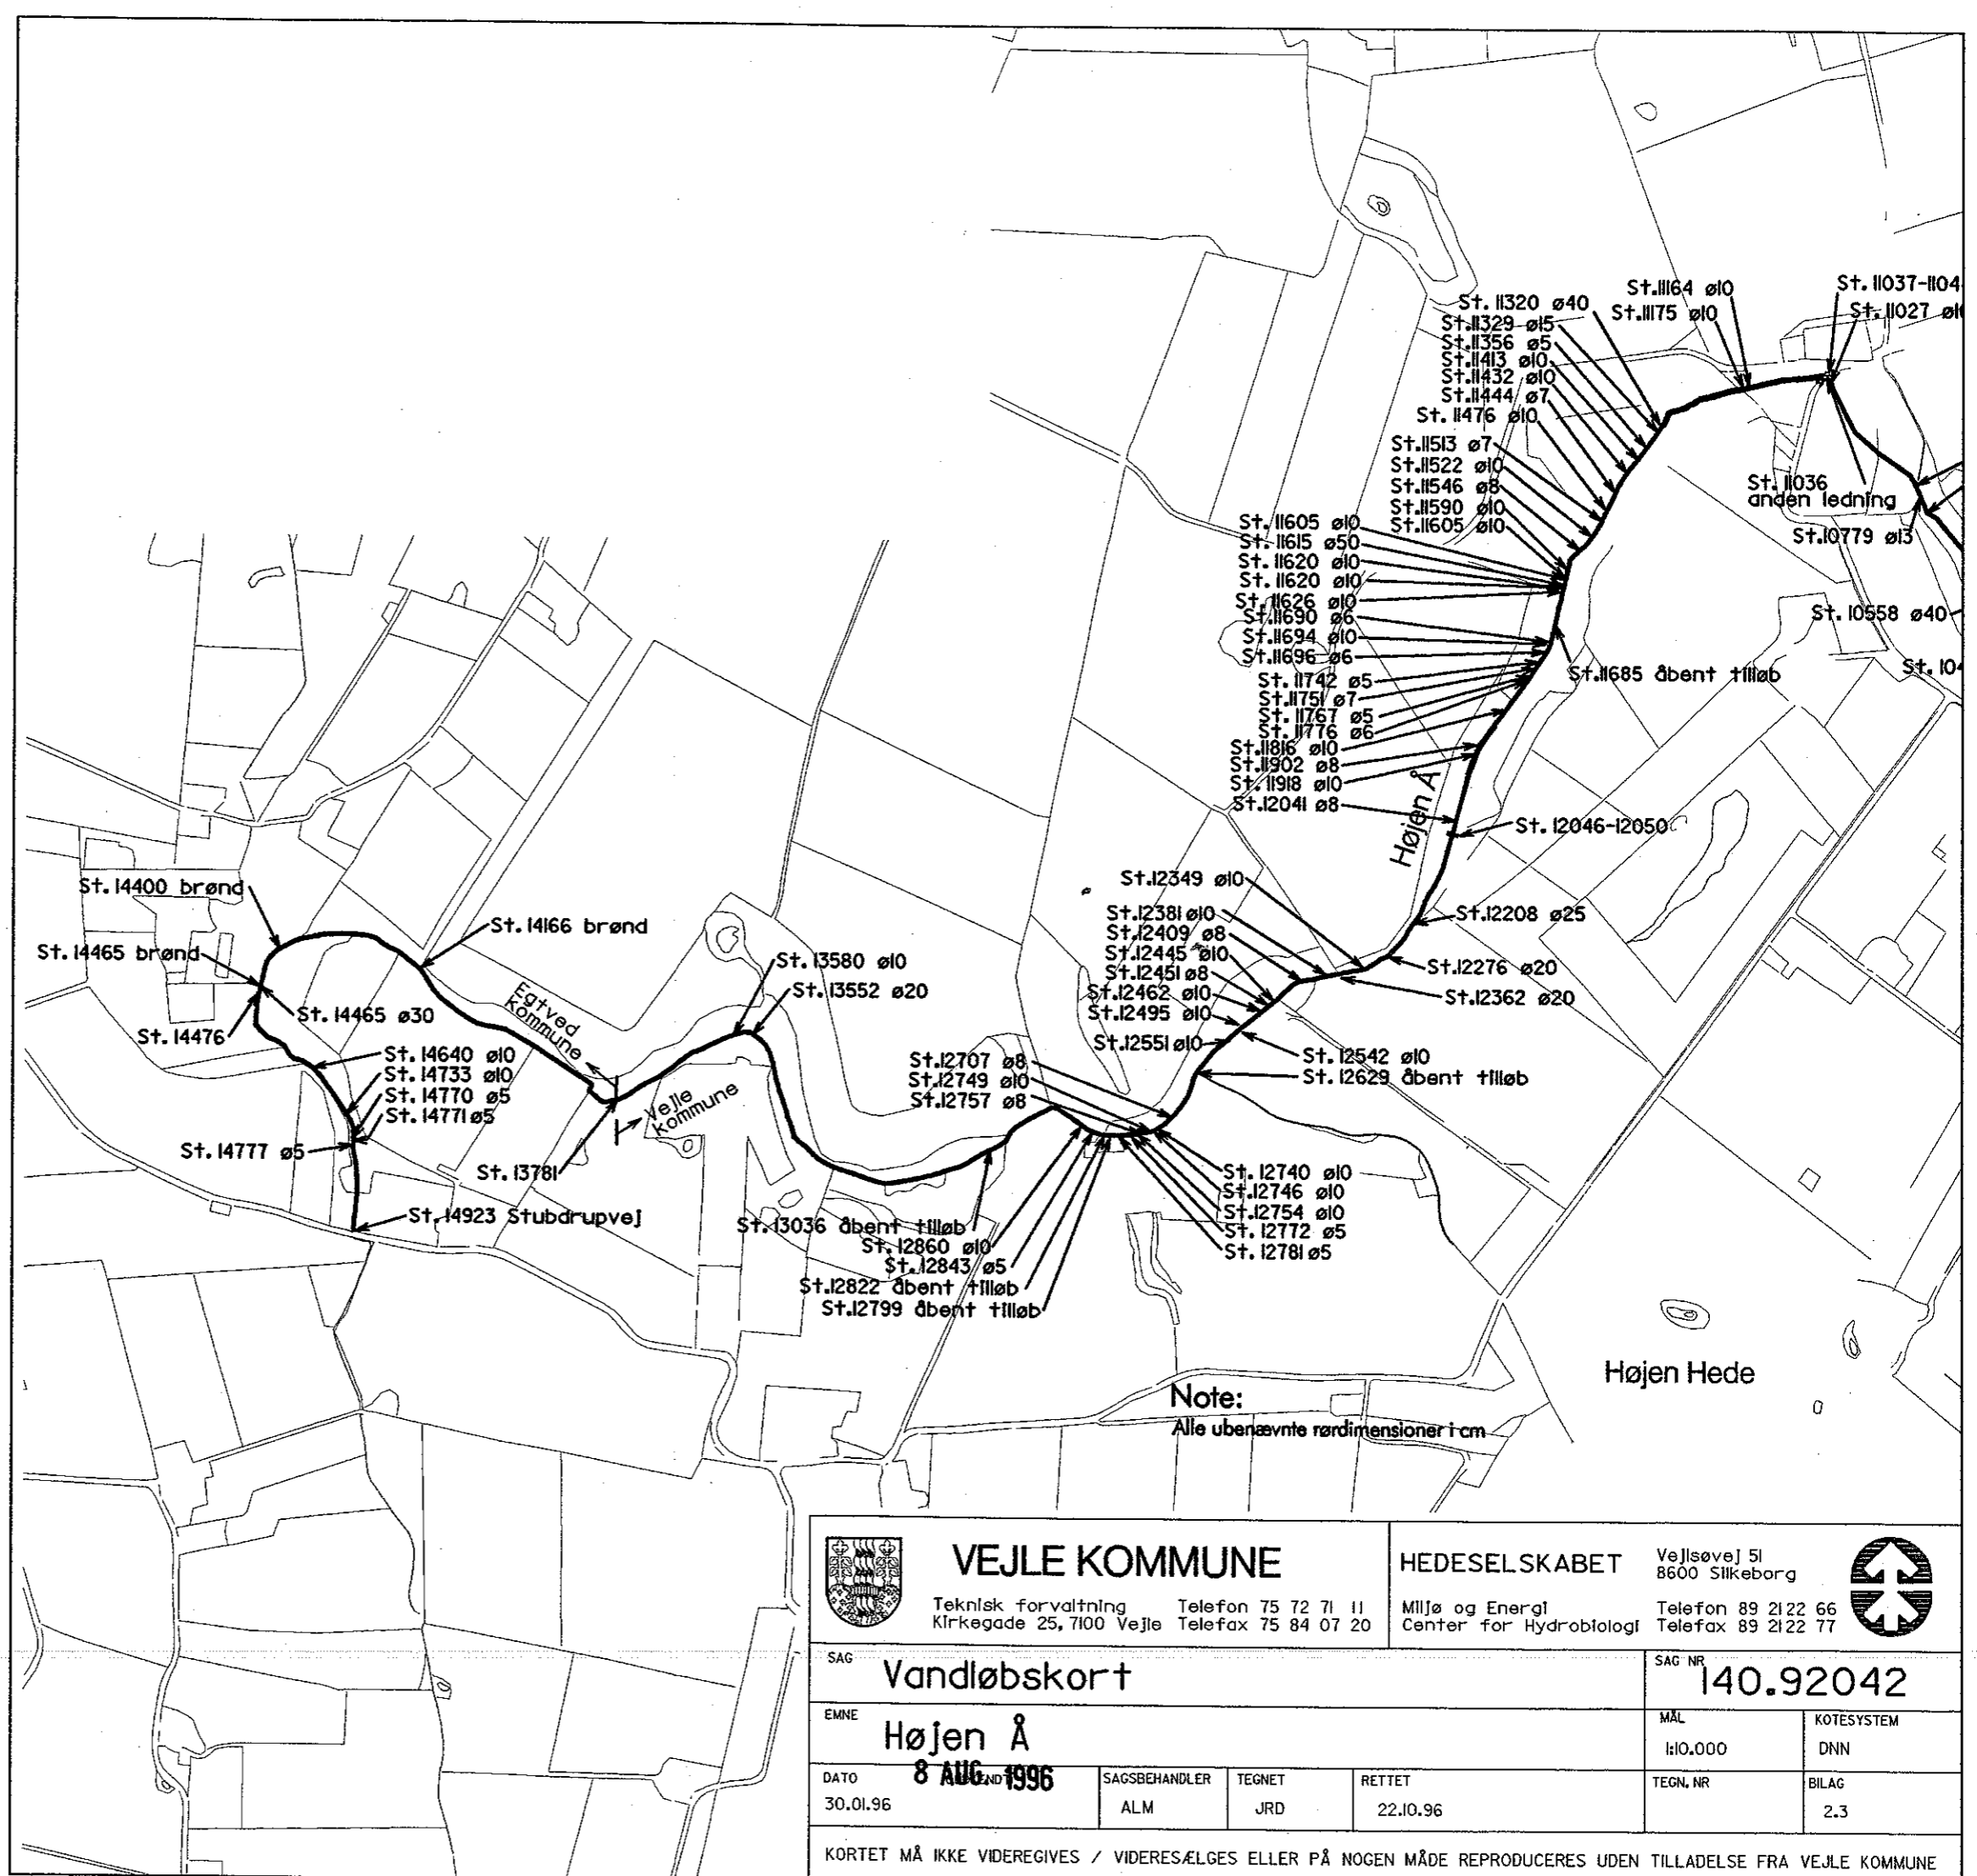 St.11164 ø10
St. 11037-1104
St. 11320 ø40
St.11175 ø10
St. 11027 ø10
St.11329 ø15
St.11356 ø5
St.11413 ø10
St.11432 ø10
St.11444 ø7
St. 11476 ø10
St.11513 ø7
St.11522 ø10
St.11546 ø8
St.11590 ø10
St.11605 ø10
St. 11036
anden ledning
St.10779 ø13
St. 11605 ø10
St. 11615 ø50
St. 11620 ø10
St. 11620 ø10
St. 11626 ø10
St.11690 ø6
St.11694 ø10
St.11696 ø6
St. 11742 ø5
St.11751 ø7
St. 11767 ø5
St. 11776 ø6
St.11816 ø10
St.11902 ø8
St. 11918 ø10
St.12041 ø8
St. 10558 ø40
St. 104
St.11685 åbent tilløb
Højen Å
St. 12046-12050
St.12349 ø10
St.12381 ø10
St.12409 ø8
St.12445 ø10
St.12451 ø8
St.12462 ø10
St.12495 ø10
St.12551 ø10
St.12208 ø25
St.12276 ø20
St.12362 ø20
St. 12542 ø10
St. 12629 åbent tilløb
St. 14400 brønd
St. 14166 brønd
St. 14465 brønd
St. 14465 ø30
St. 14476
St. 13580 ø10
St. 13552 ø20
Egtved
kommune
Vejle
kommune
St. 14640 ø10
St. 14733 ø10
St. 14770 ø5
St. 14771 ø5
St. 14777 ø5
St. 13781
St. 14923 Stubdrupvej
St.12707 ø8
St.12749 ø10
St.12757 ø8
St. 12740 ø10
St.12746 ø10
St.12754 ø10
St. 12772 ø5
St. 12781 ø5
St. 13036 åbent tilløb
St. 12860 ø10
St. 12843 ø5
St.12822 åbent tilløb
St.12799 åbent tilløb
Højen Hede
Note:
Alle ubenævnte rørdimensioner i cm
VEJLE KOMMUNE
Teknisk forvaltning Telefon 75 72 71 11
Kirkegade 25, 7100 Vejle Telefax 75 84 07 20
HEDESELSKABET
Miljø og Energi
Center for Hydrobiologi
Vejlsøvej 51
8600 Silkeborg
Telefon 89 21 22 66
Telefax 89 21 22 77
SAG
Vandløbskort
SAG NR
140.92042
EMNE
Højen Å
MÅL
1:10.000
KOTESYSTEM
DNN
DATO
30.01.96
8 AUG. 1996
SAGSBEHANDLER
ALM
TEGNET
JRD
RETTET
22.10.96
TEGN. NR
BILAG
2.3
KORTET MÅ IKKE VIDEREGIVES / VIDERESÆLGES ELLER PÅ NOGEN MÅDE REPRODUCERES UDEN TILLADELSE FRA VEJLE KOMMUNE